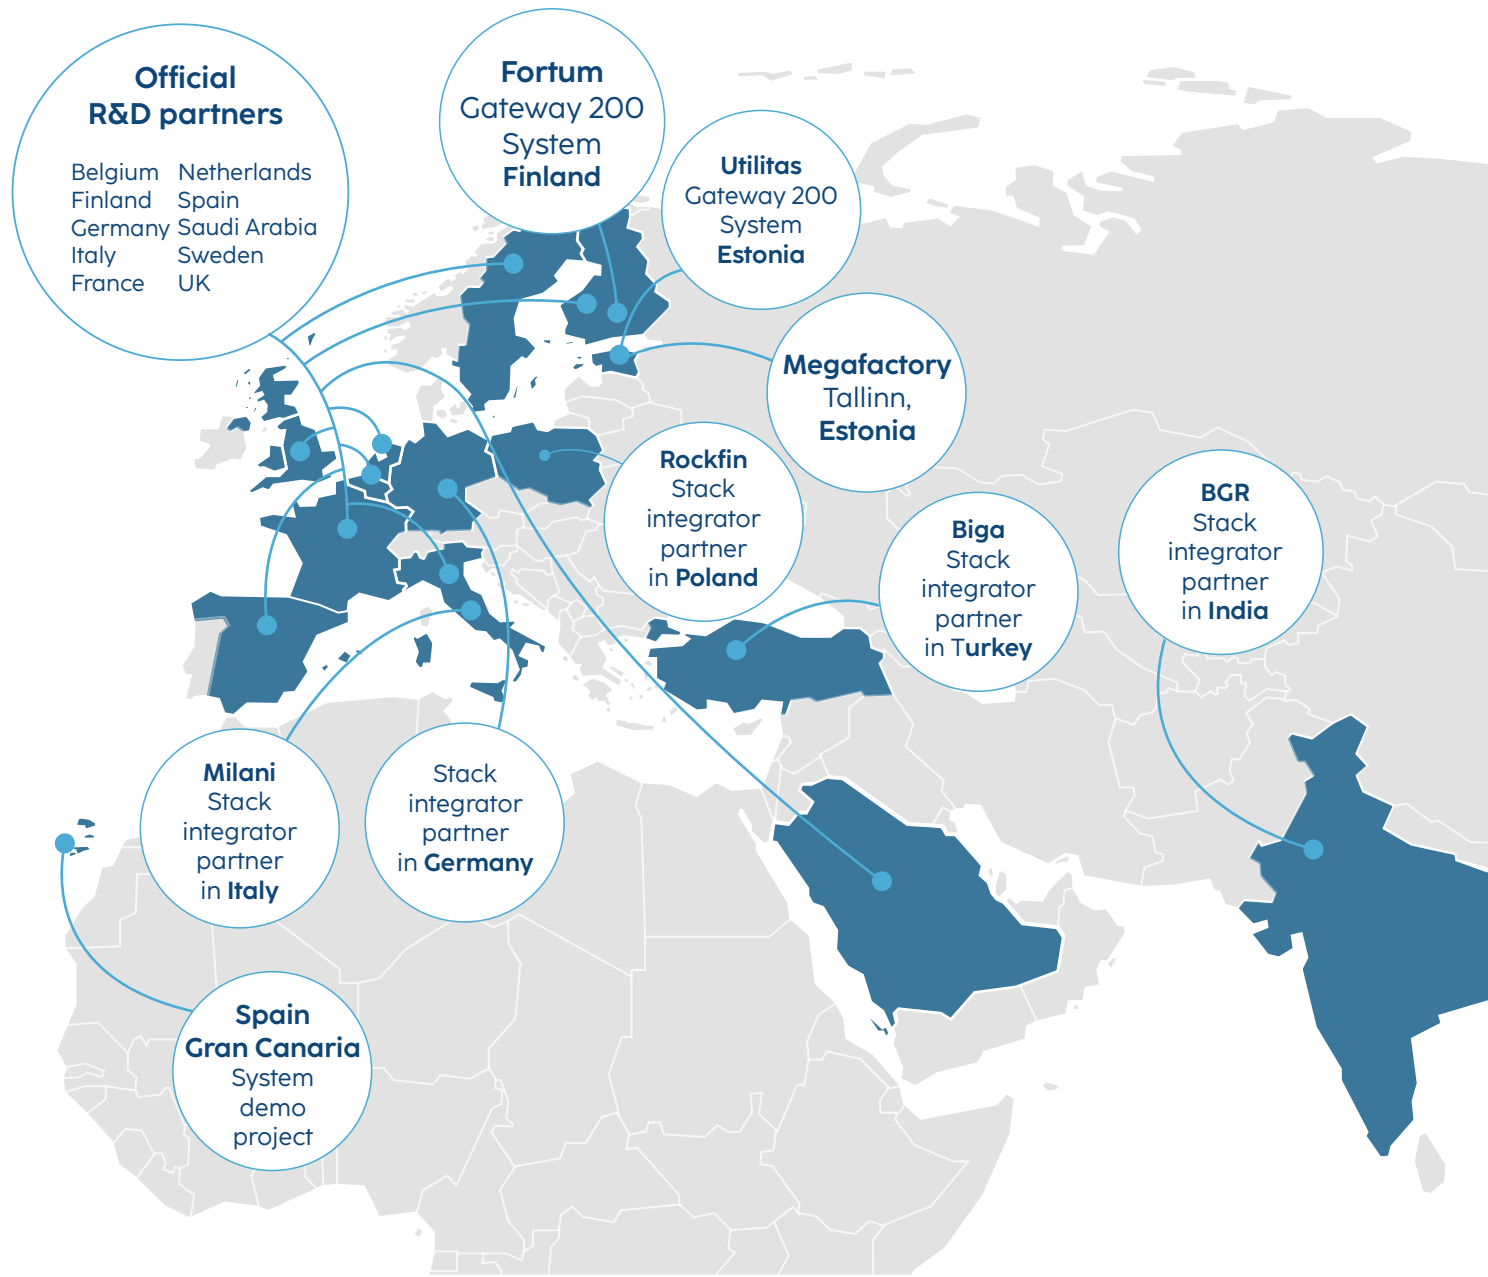 Official
R&D partners
Belgium Netherlands
Finland Spain
Germany Saudi Arabia
Italy Sweden
France UK
Fortum
Gateway 200
System
Finland
Utilitas
Gateway 200
System
Estonia
Megafactory
Tallinn,
Estonia
Rockfin
Stack
integrator
partner
in Poland
Biga
Stack
integrator
partner
in Turkey
BGR
Stack
integrator
partner
in India
Milani
Stack
integrator
partner
in Italy
Stack
integrator
partner
in Germany
Spain
Gran Canaria
System
demo
project